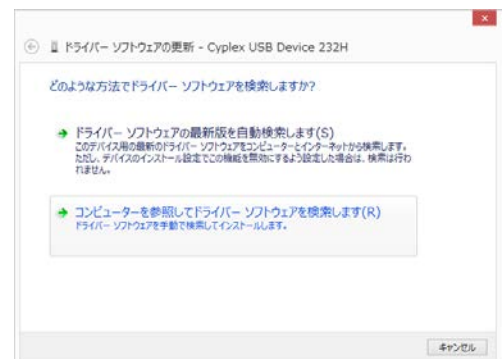 ドライバー ソフトウェアの更新 - Cyplex USB Device 232H
どのような方法でドライバー ソフトウェアを検索しますか?
ドライバー ソフトウェアの最新版を自動検索します(S)
このデバイス用の最新のドライバー ソフトウェアをコンピューターとインターネットから検索します。
ただし、デバイスのインストール設定でこの機能を無効にするよう設定した場合は、検索は行わ
れません。
コンピューターを参照してドライバー ソフトウェアを検索します(R)
ドライバー ソフトウェアを手動で検索してインストールします。
キャンセル